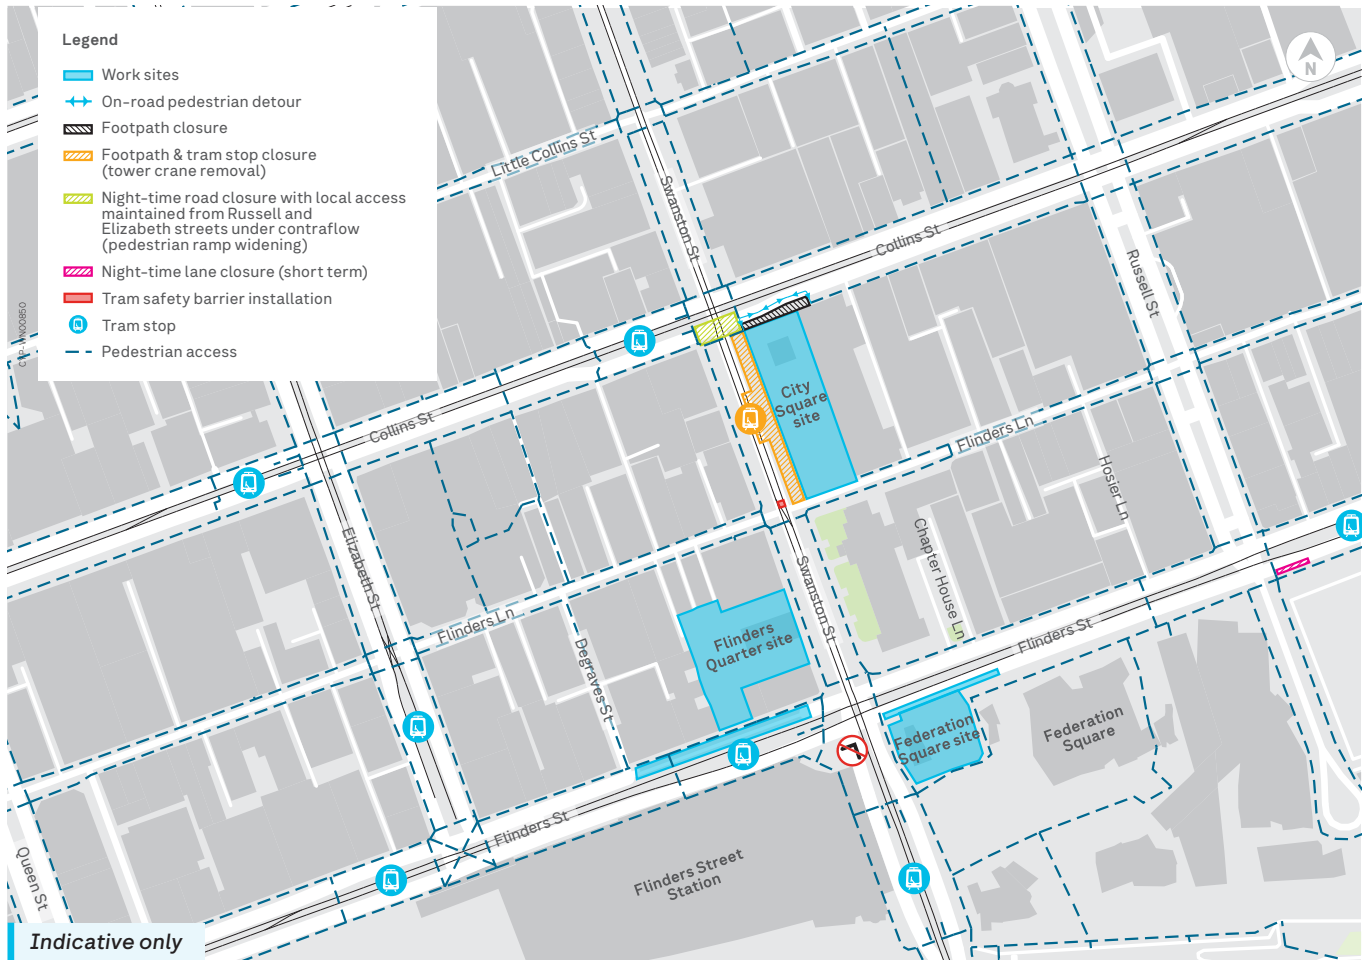 Legend
Work sites
On-road pedestrian detour
Footpath closure
Footpath & tram stop closure
(tower crane removal)
Night-time road closure with local access
maintained from Russell and
Elizabeth streets under contraflow
(pedestrian ramp widening)
Night-time lane closure (short term)
Tram safety barrier installation
Tram stop
Pedestrian access
CYP-WN00850
N
Little Collins St
Swanston St
Collins St
Russell St
City
Square
site
Collins St
Flinders Ln
Hosier Ln
Elizabeth St
Chapter House Ln
Swanston St
Flinders Ln
Flinders
Quarter site
Degraves St
Flinders St
Federation
Square site
Federation
Square
Flinders St
Flinders Street
Station
Queen St
Indicative only